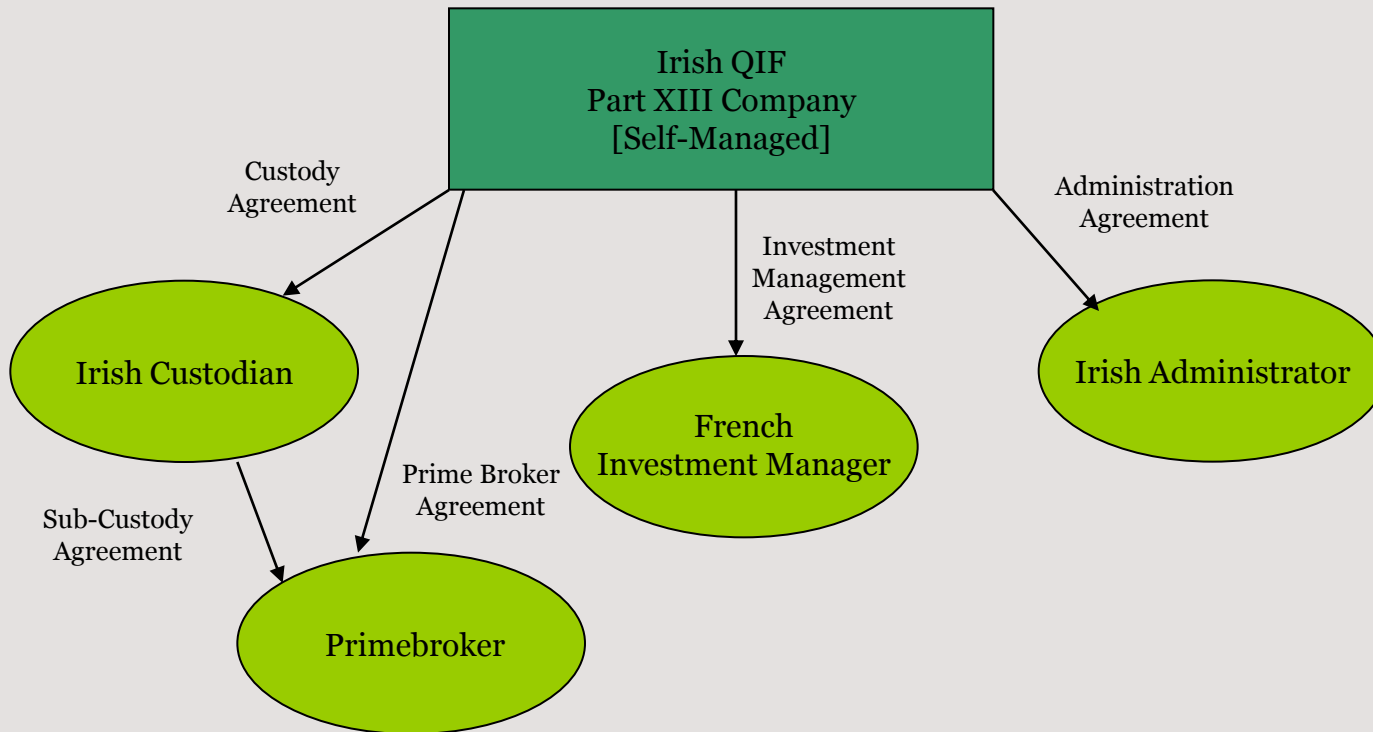 Irish QIF
Part XIII Company
[Self-Managed]
Custody
Agreement
Administration
Agreement
Investment
Management
Agreement
Irish Custodian
Irish Administrator
French
Investment Manager
Prime Broker
Agreement
Sub-Custody
Agreement
Primebroker